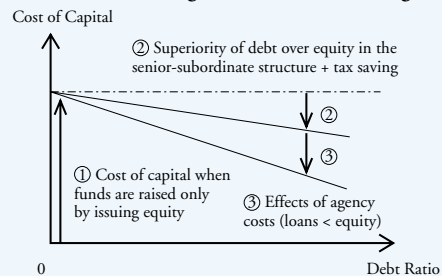 Cost of Capital
② Superiority of debt over equity in the
senior-subordinate structure + tax saving
②
③
① Cost of capital when
funds are raised only
by issuing equity
③ Effects of agency
costs (loans < equity)
0
Debt Ratio